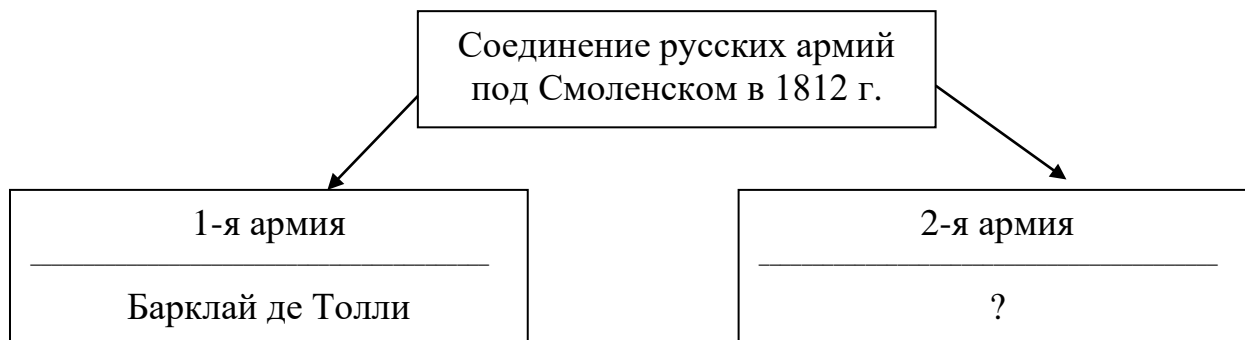 Соединение русских армий
под Смоленском в 1812 г.
1-я армия
Барклай де Толли
2-я армия
?